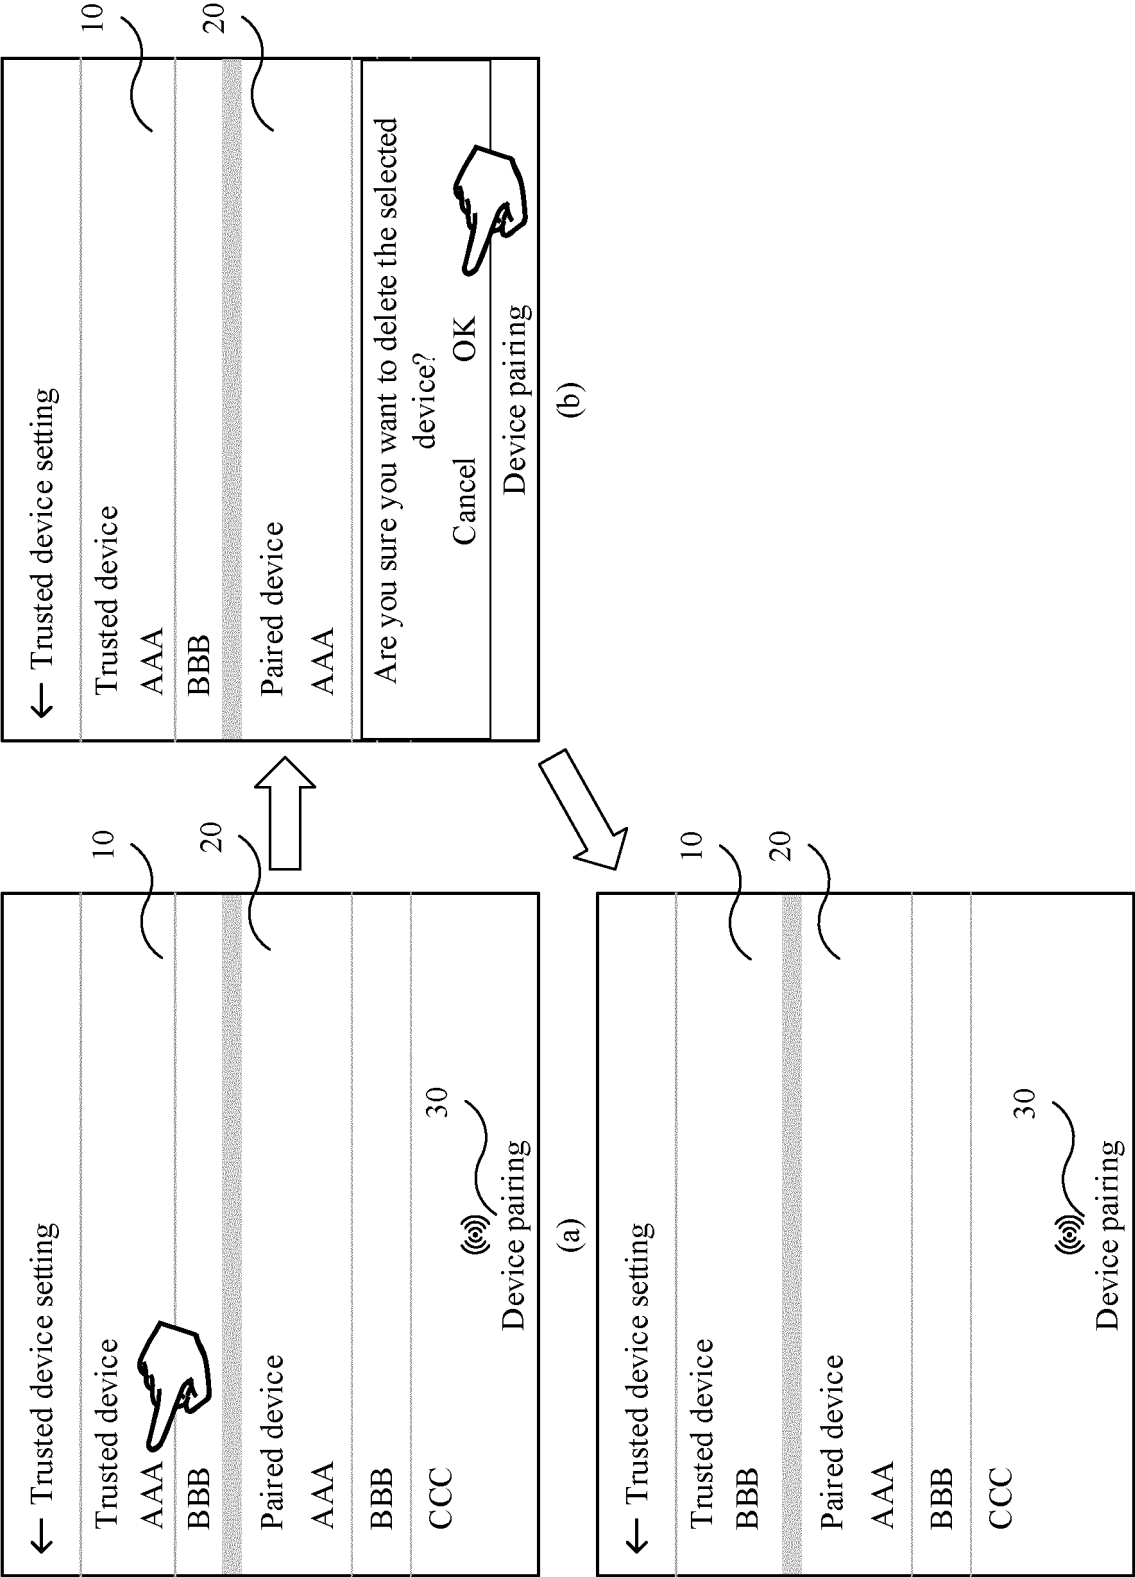 ← Trusted device setting
Trusted device
10
AAA
BBB
20
Paired device
AAA
BBB
CCC
30
Device pairing
(a)
← Trusted device setting
Trusted device
10
AAA
BBB
20
Paired device
AAA
Are you sure you want to delete the selected
device?
Cancel OK
Device pairing
(b)
← Trusted device setting
Trusted device
10
BBB
20
Paired device
AAA
BBB
CCC
30
Device pairing